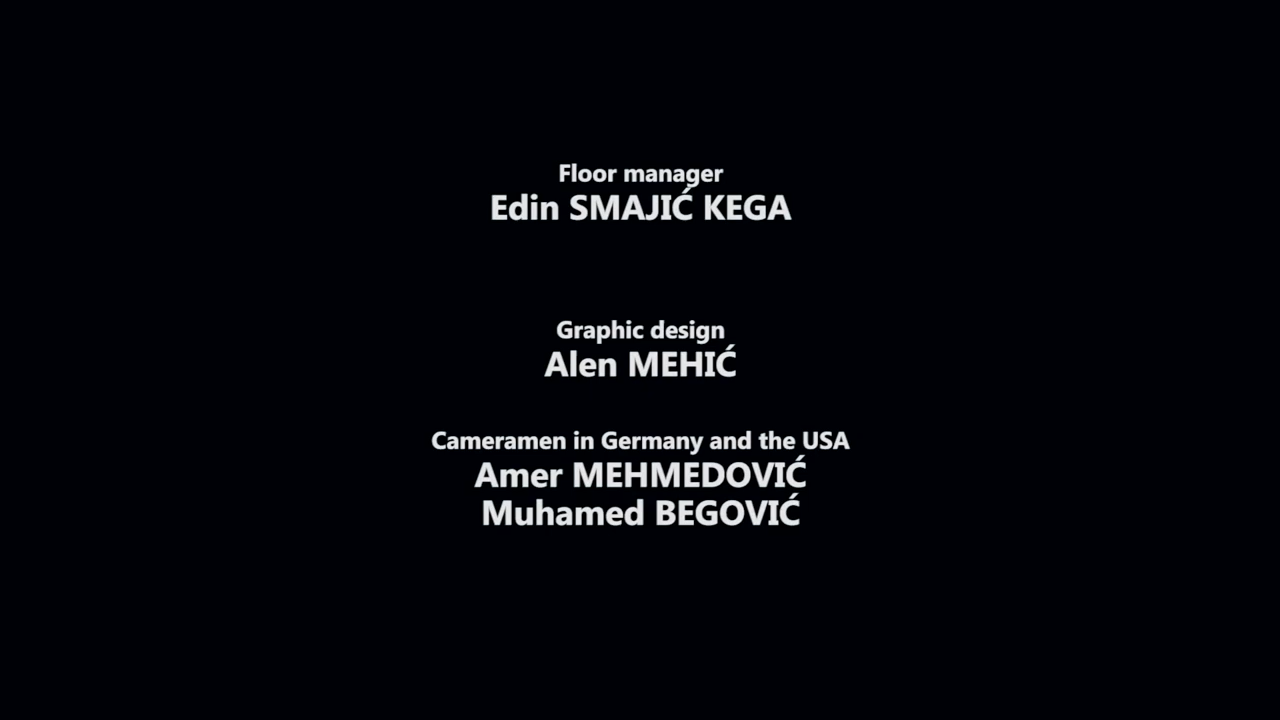 Floor manager
Edin SMAJIĆ KEGA
Graphic design
Alen MEHIĆ
Cameramen in Germany and the USA
Amer MEHMEDOVIĆ
Muhamed BEGOVIĆ